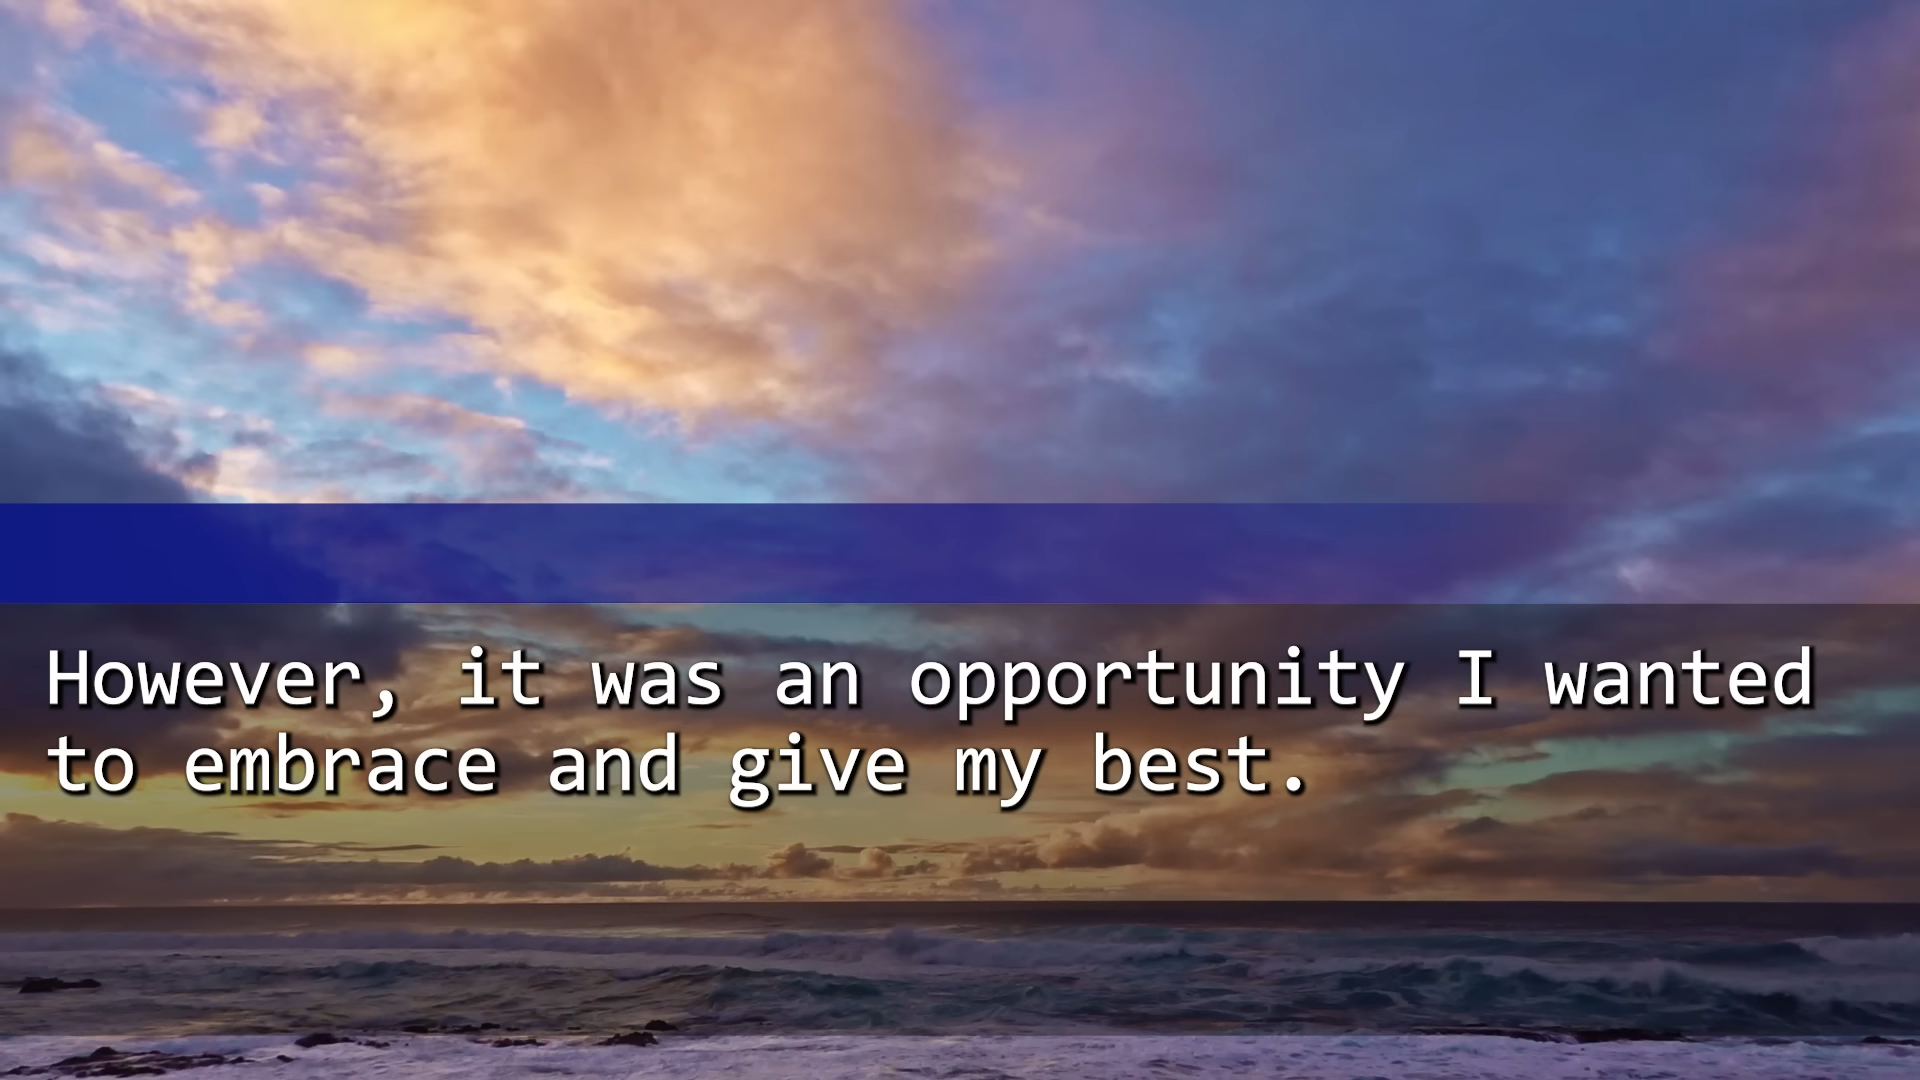 However, it was an opportunity I wanted
to embrace and give my best.